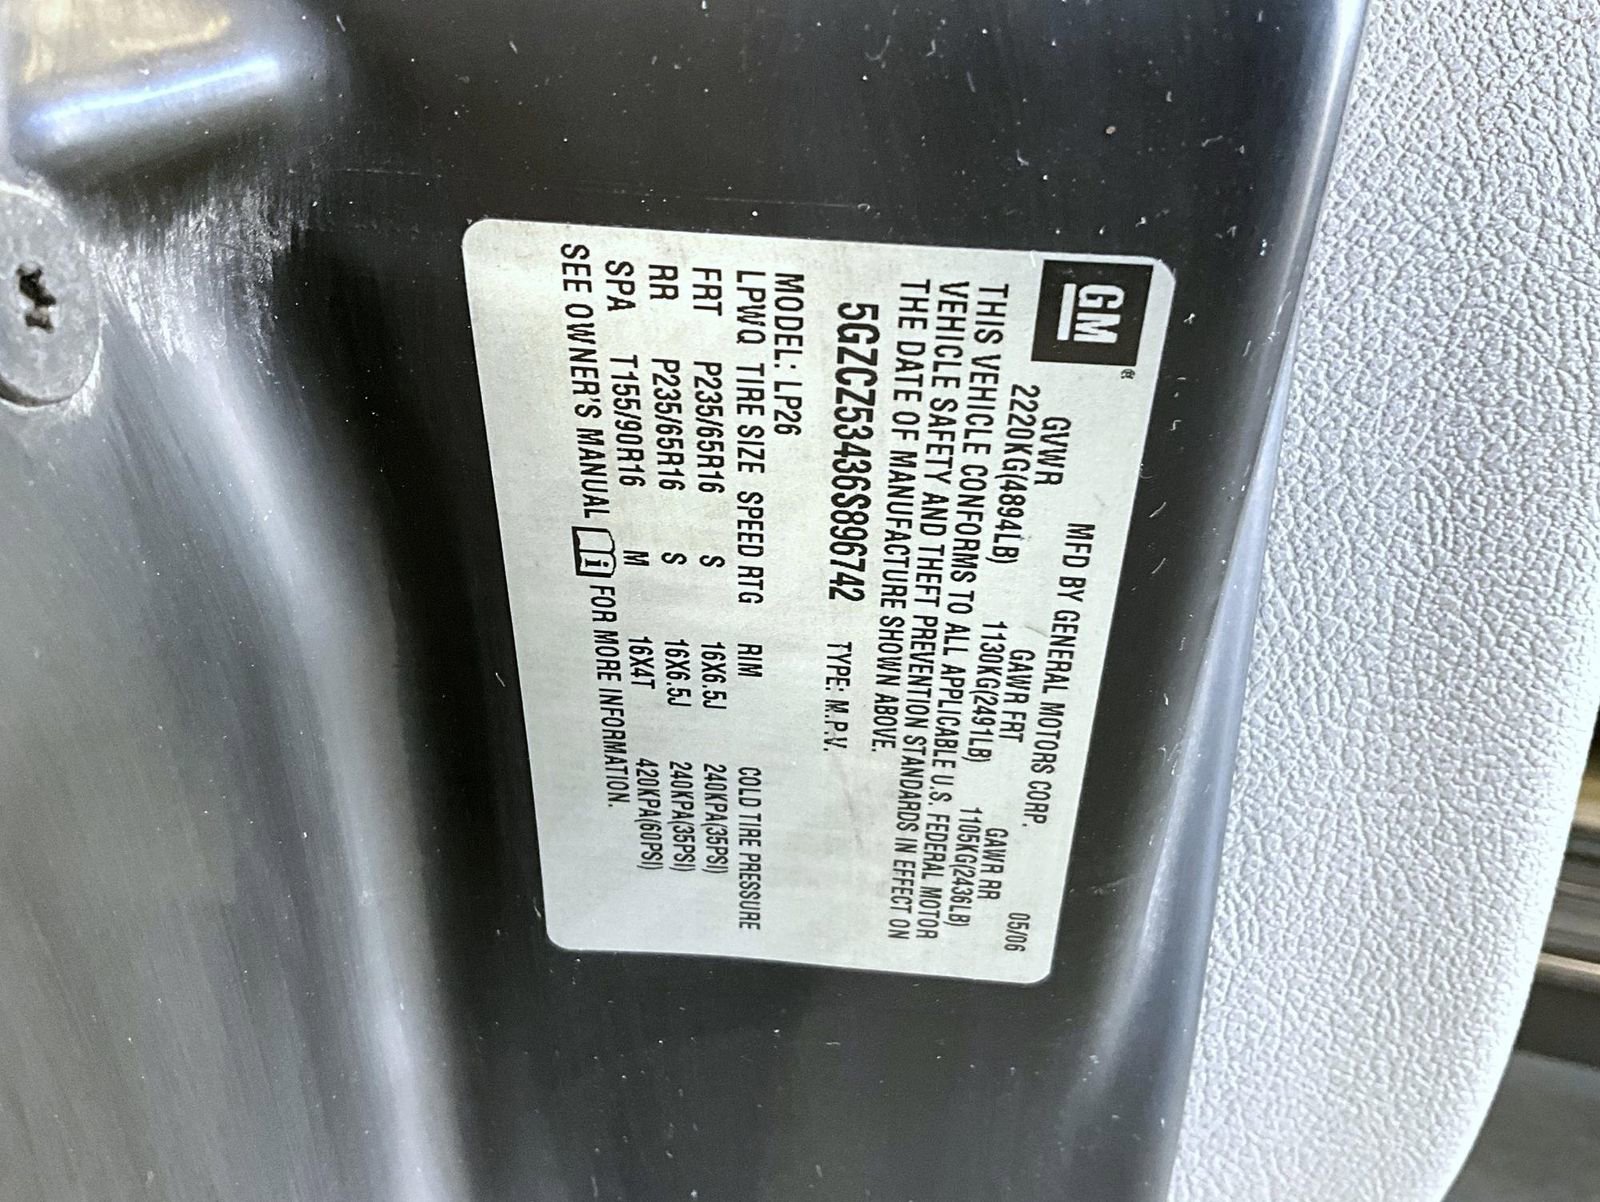 GM®
MFD BY GENERAL MOTORS CORP. 05/06
GVWR GAWR FRT GAWR RR
2220KG(4894LB) 1130KG(2491LB) 1105KG(2436LB)
THIS VEHICLE CONFORMS TO ALL APPLICABLE U.S. FEDERAL MOTOR
VEHICLE SAFETY AND THEFT PREVENTION STANDARDS IN EFFECT ON
THE DATE OF MANUFACTURE SHOWN ABOVE.
5GZCZ53436S896742 TYPE: M.P.V.
MODEL: LP26
LPWQ TIRE SIZE SPEED RTG RIM COLD TIRE PRESSURE
FRT P235/65R16 S 16X6.5J 240KPA(35PSI)
RR P235/65R16 S 16X6.5J 240KPA(35PSI)
SPA T155/90R16 M 16X4T 420KPA(60PSI)
SEE OWNER'S MANUAL i FOR MORE INFORMATION.